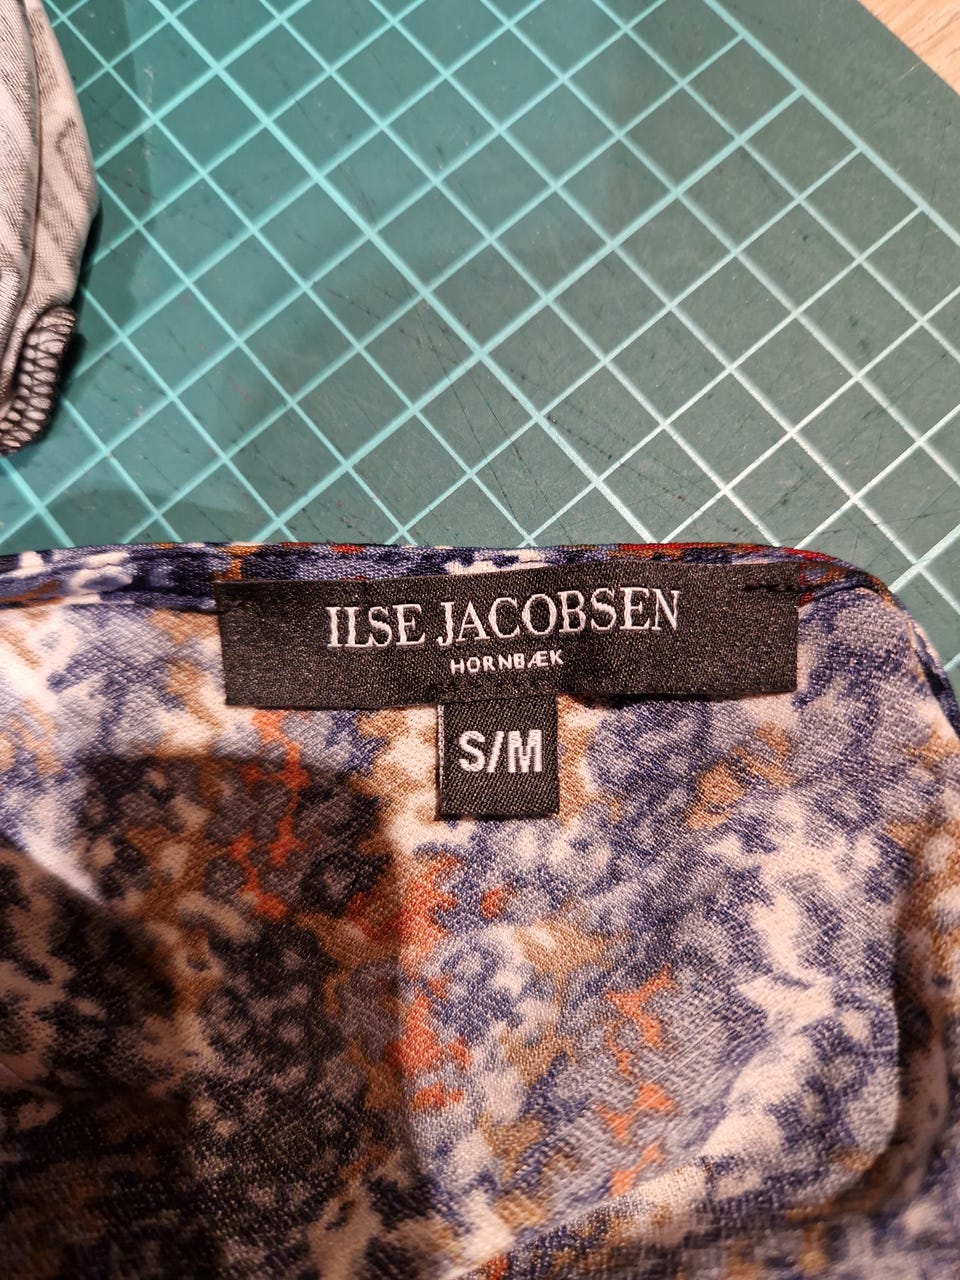 ILSE JACOBSEN
HORNBÆK
S/M